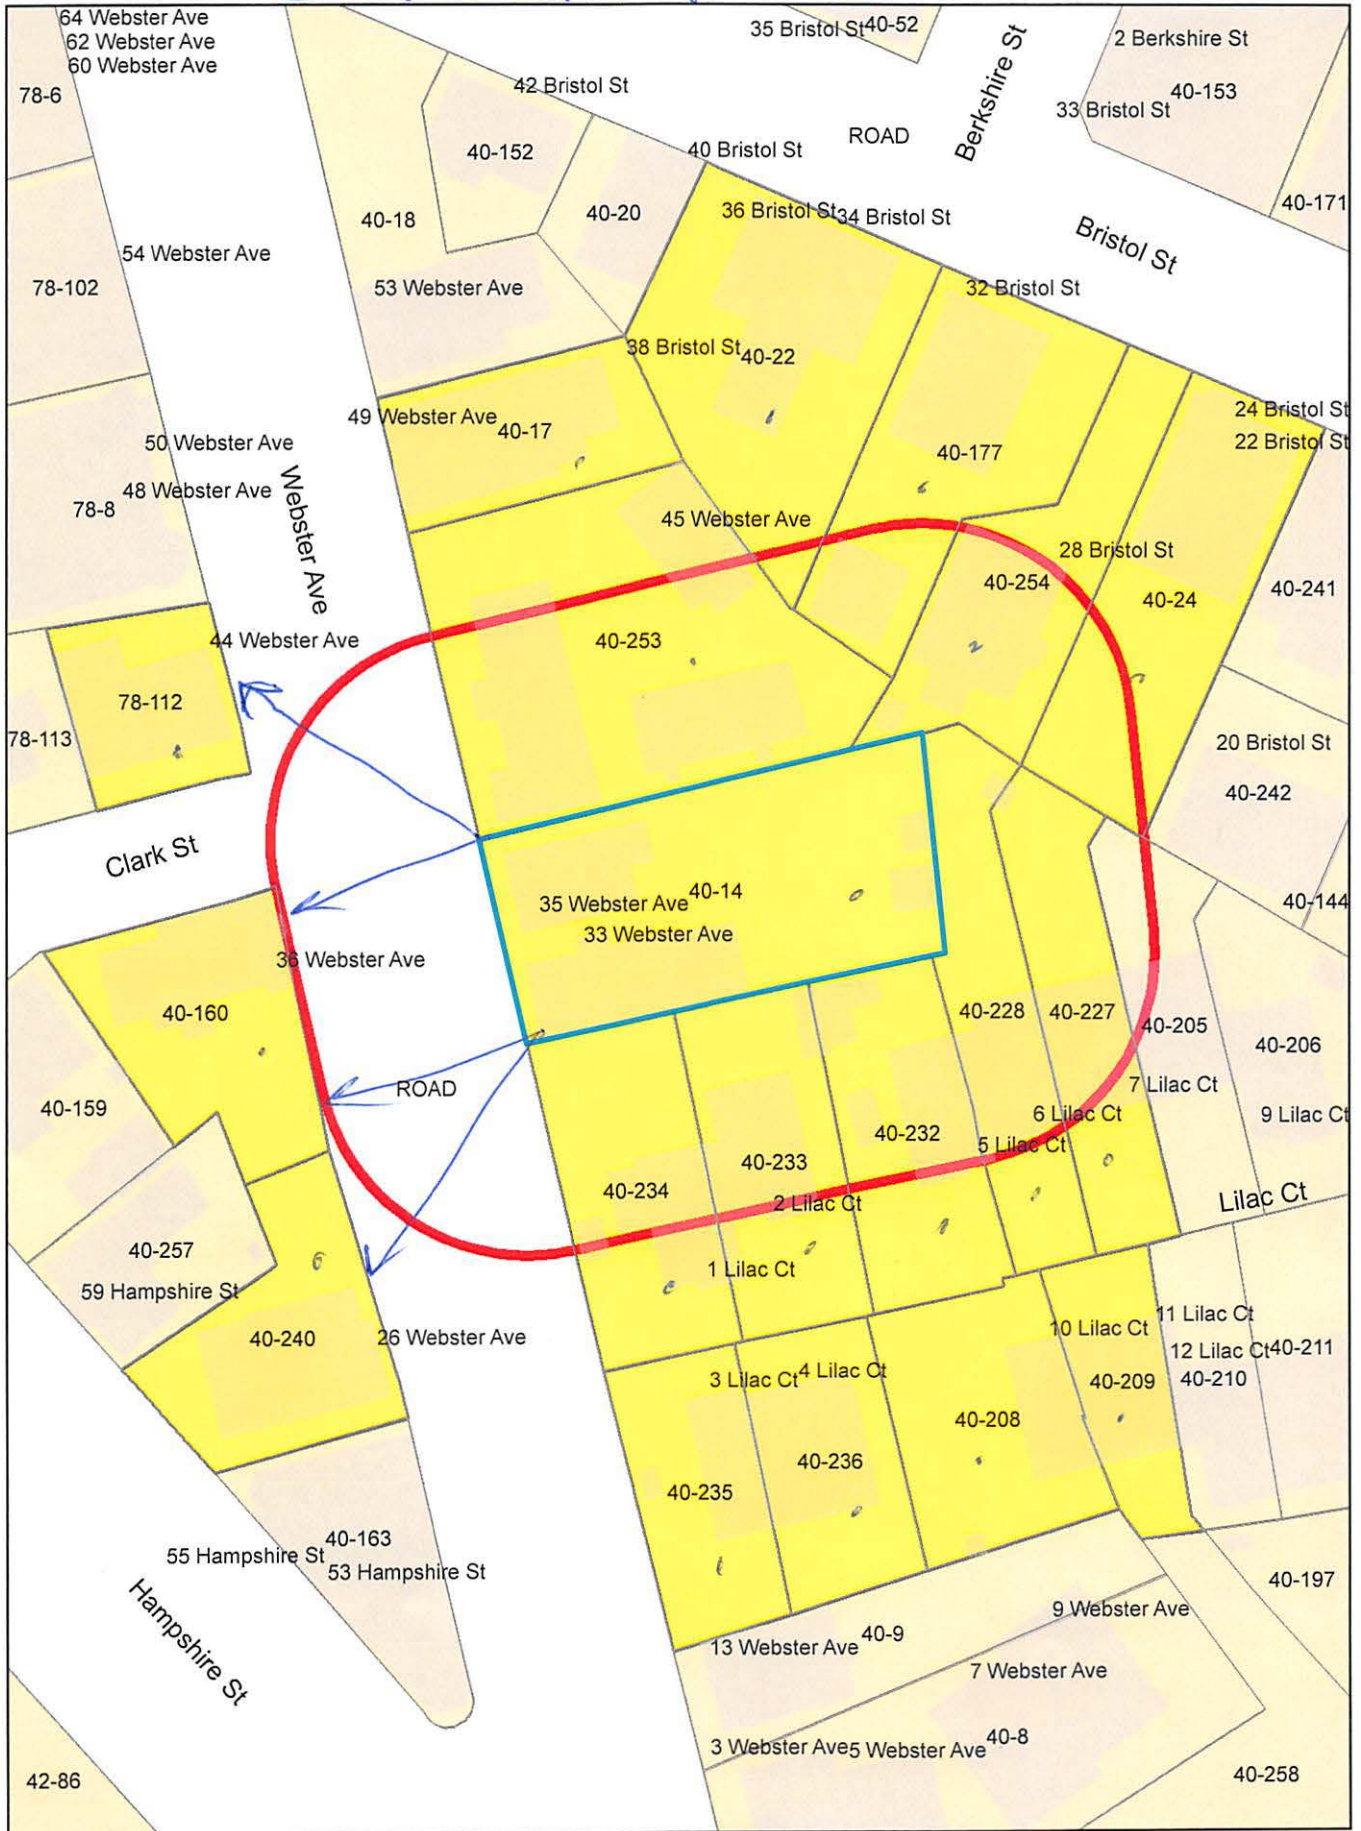 64 Webster Ave
62 Webster Ave
60 Webster Ave
78-6
35 Bristol St
40-52
Berkshire St
2 Berkshire St
40-153
33 Bristol St
42 Bristol St
40-152
40 Bristol St
ROAD
40-171
40-18
40-20
36 Bristol St
34 Bristol St
Bristol St
54 Webster Ave
78-102
53 Webster Ave
32 Bristol St
38 Bristol St
40-22
49 Webster Ave
40-17
24 Bristol St
22 Bristol St
50 Webster Ave
40-177
48 Webster Ave
78-8
Webster Ave
45 Webster Ave
28 Bristol St
40-254
40-24
40-241
44 Webster Ave
40-253
78-112
78-113
20 Bristol St
40-242
Clark St
35 Webster Ave
40-14
33 Webster Ave
40-144
36 Webster Ave
40-160
40-228
40-227
40-205
40-206
ROAD
40-159
7 Lilac Ct
6 Lilac Ct
9 Lilac Ct
40-232
5 Lilac Ct
40-233
40-234
2 Lilac Ct
Lilac Ct
40-257
1 Lilac Ct
59 Hampshire St
40-240
26 Webster Ave
10 Lilac Ct
11 Lilac Ct
12 Lilac Ct
40-211
3 Lilac Ct
4 Lilac Ct
40-209
40-210
40-208
40-236
40-235
40-163
55 Hampshire St
53 Hampshire St
40-197
Hampshire St
9 Webster Ave
13 Webster Ave
40-9
7 Webster Ave
3 Webster Ave
5 Webster Ave
40-8
42-86
40-258